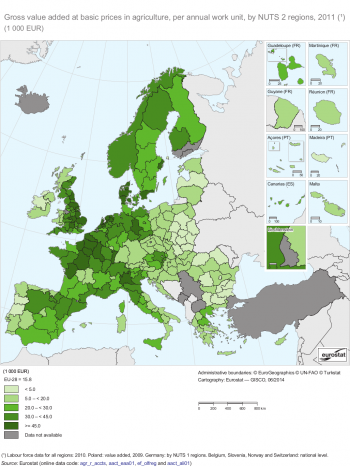 Gross value added at basic prices in agriculture, per annual work unit, by NUTS 2 regions, 2011 (¹)
(1 000 EUR)
Guadeloupe (FR)
Martinique (FR)
Guyane (FR)
Réunion (FR)
Açores (PT)
Madeira (PT)
Canarias (ES)
Malta
eurostat
(1 000 EUR)
EU-28 = 15.8
< 5.0
5.0 – < 20.0
20.0 – < 30.0
30.0 – < 45.0
>= 45.0
Data not available
Administrative boundaries: © EuroGeographics © UN-FAO © Turkstat
Cartography: Eurostat — GISCO, 06/2014
0 200 400 600 800 km
(¹) Labour force data for all regions: 2010. Poland: value added, 2009. Germany: by NUTS 1 regions. Belgium, Slovenia, Norway and Switzerland: national level.
Source: Eurostat (online data code: agr_r_accts, aact_eaa01, ef_olfreg and aact_ali01)